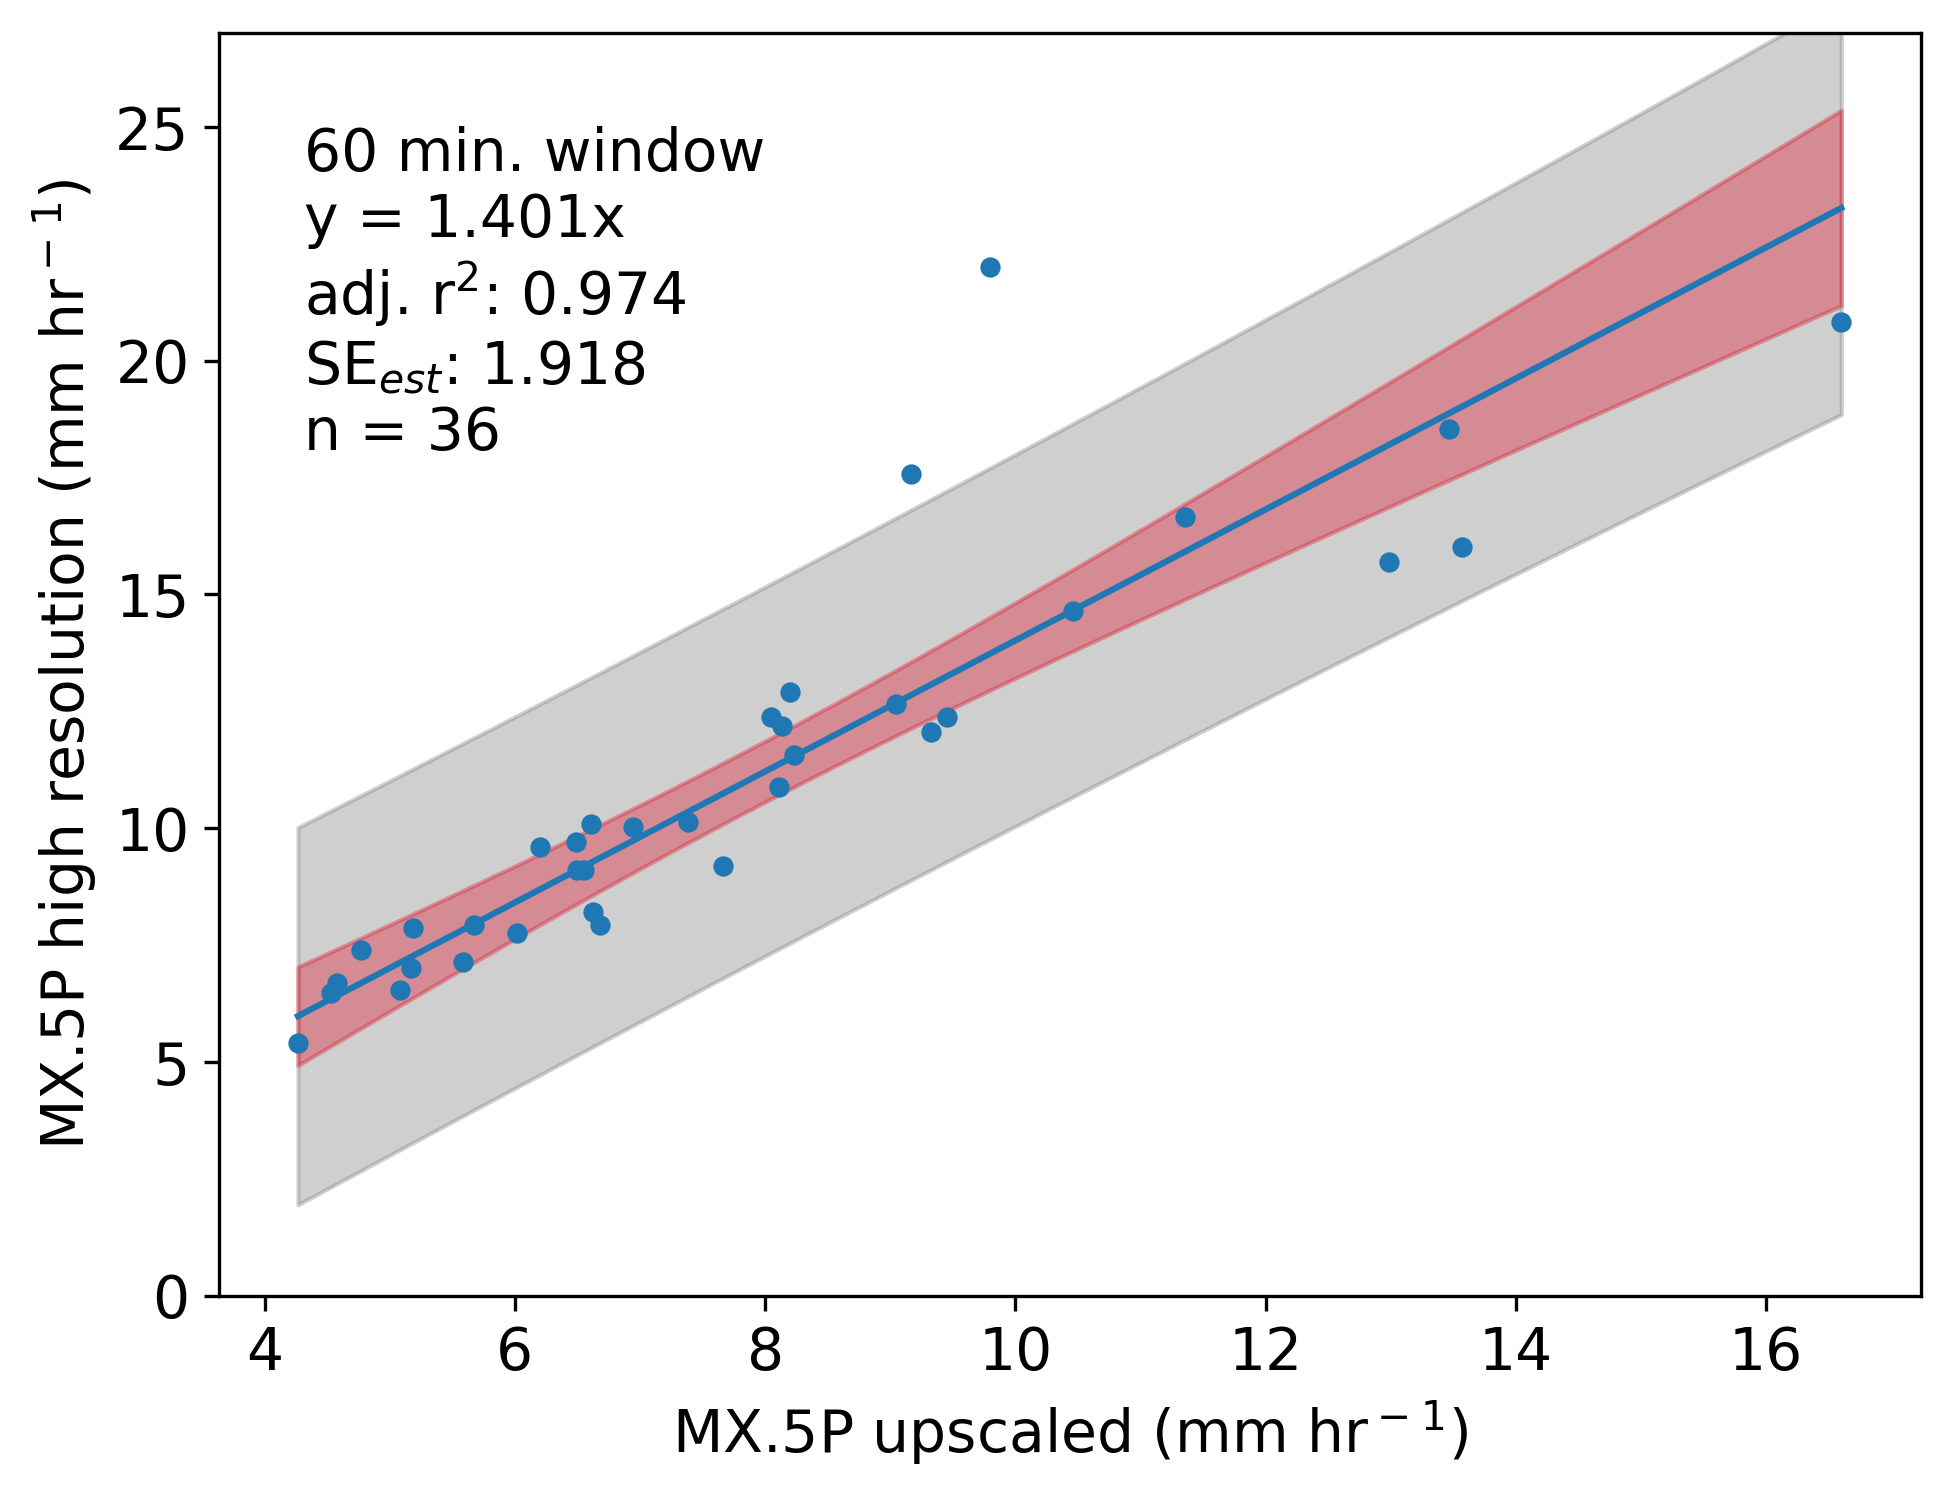 60 min. window
y = 1.401x
adj. r²: 0.974
SEₑₛₜ: 1.918
n = 36
MX.5P high resolution (mm hr⁻¹)
25
20
15
10
5
0
4 6 8 10 12 14 16
MX.5P upscaled (mm hr⁻¹)